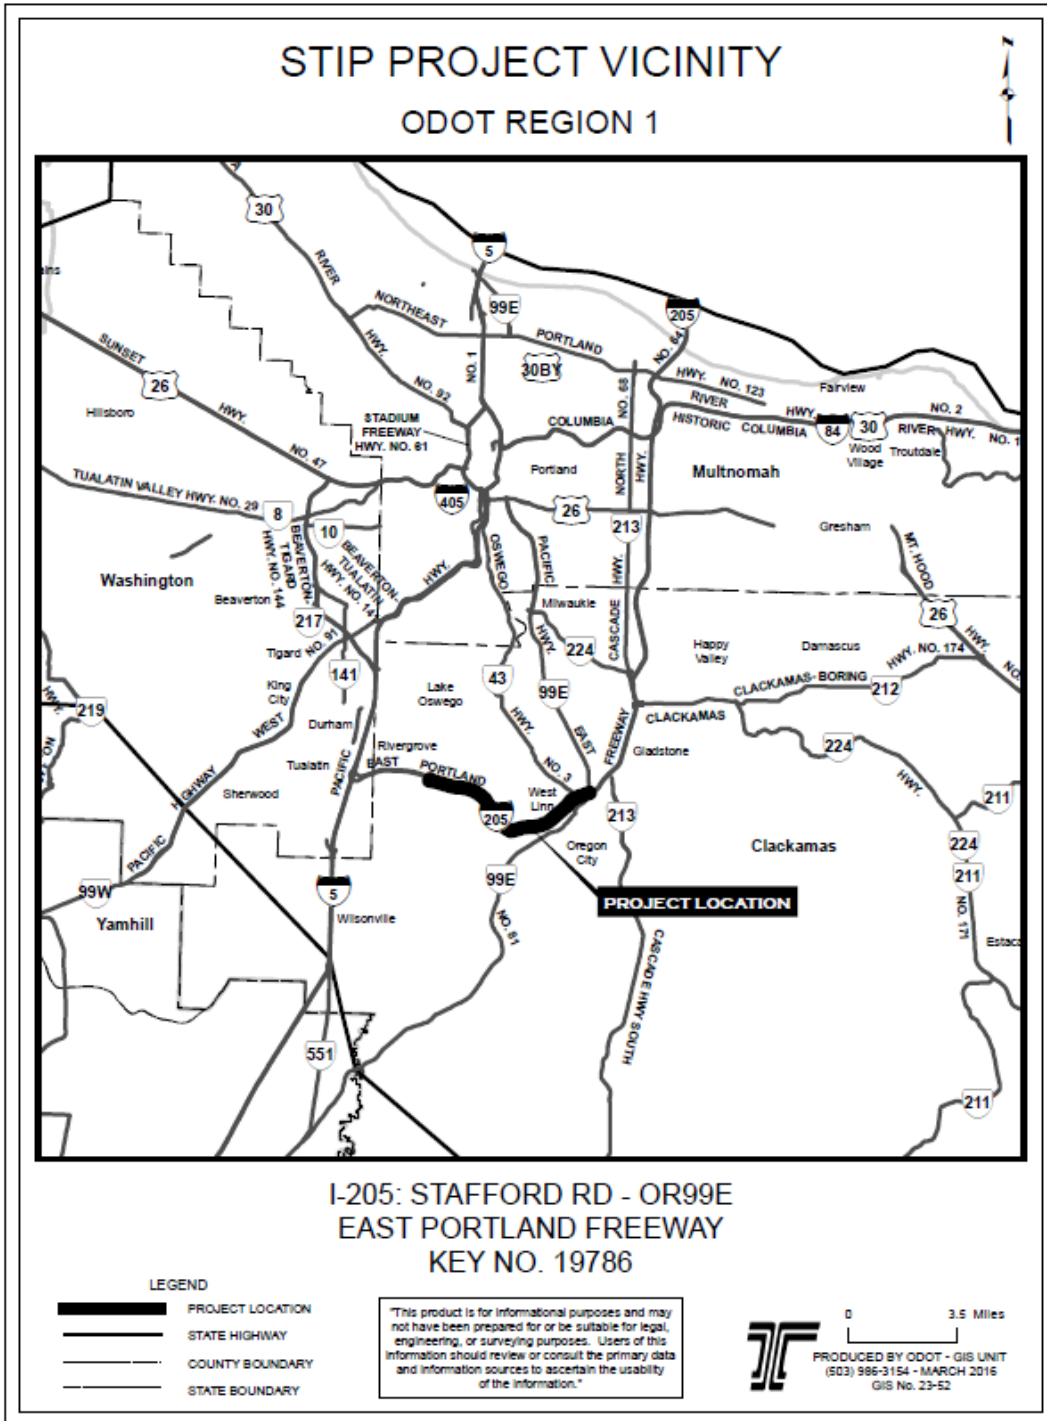 STIP PROJECT VICINITY
ODOT REGION 1
N
30
RIVER
HWY.
NO. 92
5
99E
NORTHEAST
PORTLAND
HWY. NO. 123
205
NO. 64
NO. 1
30BY
NO. 68
SUNSET
26
HWY.
NO. 47
Hillsboro
STADIUM
FREEWAY
HWY. NO. 61
COLUMBIA
RIVER
HWY.
NO. 2
Fairview
HISTORIC COLUMBIA
RIVER
HWY.
NO. 1
84
30
Wood
Village
Troutdale
Portland
Multnomah
NORTH
HWY.
TUALATIN VALLEY HWY. NO. 29
8
10
405
26
213
Gresham
BEAVERTON-
TIGARD
HWY. NO. 144
BEAVERTON-
TUALATIN
HWY. NO. 141
HWY.
OSWEGO
PACIFIC
CASCADE HWY.
MT. HOOD
26
HWY.
NO.
Washington
Beaverton
217
Milwaukie
224
Happy
Valley
Damascus
HWY. NO. 174
Tigard
NO. 91
141
43
HWY.
99E
HWY.
EAST
King
City
Lake
Oswego
CLACKAMAS-BORING
212
HWY.
219
WEST
Durham
CLACKAMAS
FREEWAY
Gladstone
224
HWY.
Rivergrove
EAST PORTLAND
NO. 3
Tualatin
PACIFIC
Sherwood
HIGHWAY
205
West
Linn
213
211
Oregon
City
Clackamas
224
PACIFIC
99W
5
99E
211
PROJECT LOCATION
Yamhill
Wilsonville
NO. 81
NO. 171
CASCADE HWY SOUTH
551
211
I-205: STAFFORD RD - OR99E
EAST PORTLAND FREEWAY
KEY NO. 19786
LEGEND
PROJECT LOCATION
STATE HIGHWAY
COUNTY BOUNDARY
STATE BOUNDARY
"This product is for informational purposes and may
not have been prepared for or be suitable for legal,
engineering, or surveying purposes. Users of this
information should review or consult the primary data
and information sources to ascertain the usability
of the information."
0 3.5 Miles
PRODUCED BY ODOT - GIS UNIT
(503) 986-3154 - MARCH 2016
GIS No. 23-52